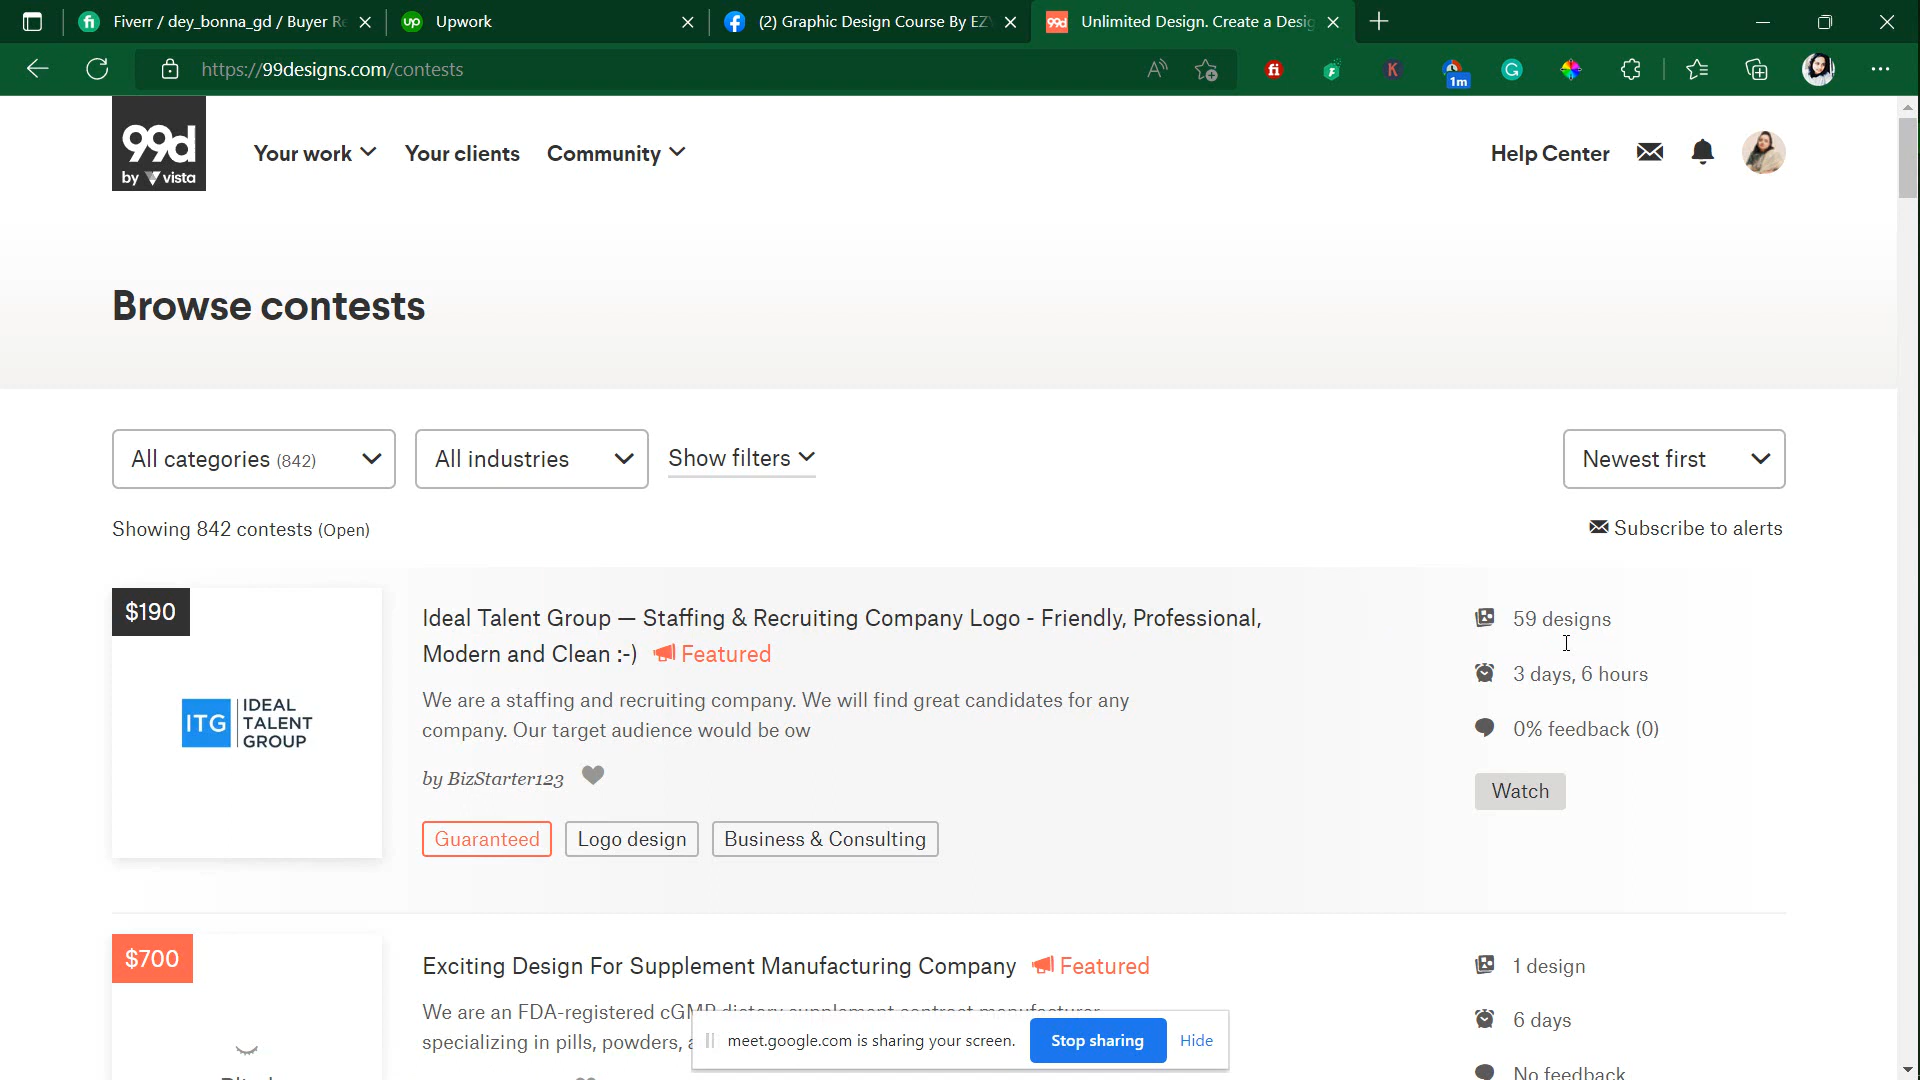 Fiverr / dey_bonna_gd / Buyer Re
Upwork
(2) Graphic Design Course By EZY
Unlimited Design. Create a Desig
https://99designs.com/contests
1m
99d
by vista
Your work
Your clients
Community
Help Center
Browse contests
All categories (842)
All industries
Show filters
Newest first
Showing 842 contests (Open)
Subscribe to alerts
$190
ITG
IDEAL
TALENT
GROUP
Ideal Talent Group — Staffing & Recruiting Company Logo - Friendly, Professional,
Modern and Clean :-) Featured
We are a staffing and recruiting company. We will find great candidates for any
company. Our target audience would be ow
by BizStarter123
Guaranteed
Logo design
Business & Consulting
59 designs
3 days, 6 hours
0% feedback (0)
Watch
$700
Exciting Design For Supplement Manufacturing Company Featured
We are an FDA-registered cGMP dietary supplement contract manufacturer
specializing in pills, powders,
1 design
6 days
No feedback
meet.google.com is sharing your screen.
Stop sharing
Hide